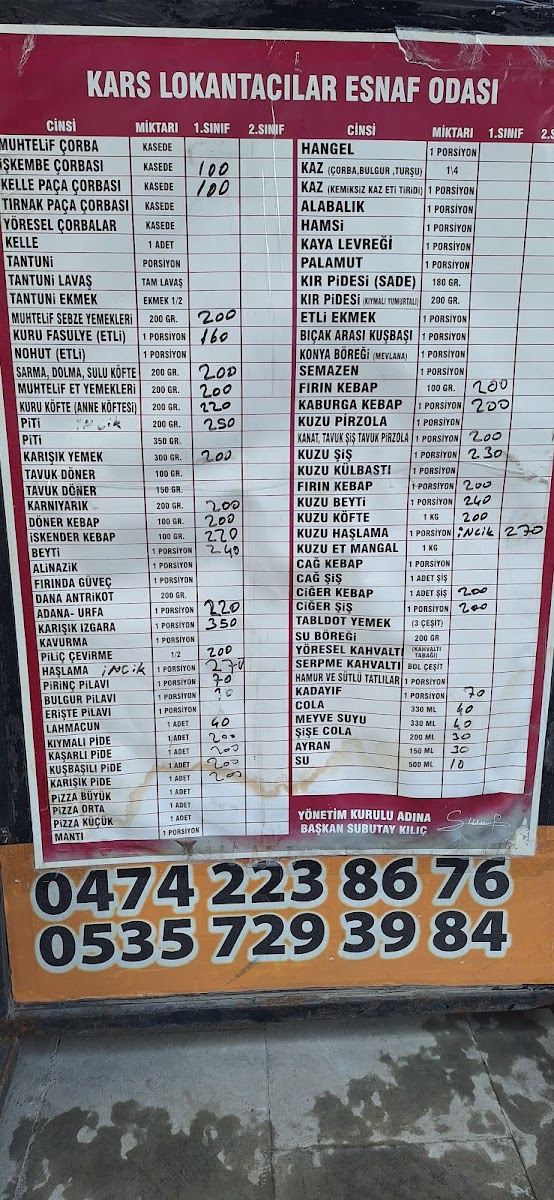 KARS LOKANTACILAR ESNAF ODASI
CİNSİ MİKTARI 1.SINIF 2.SINIF
MUHTELİF ÇORBA KASEDE
İŞKEMBE ÇORBASI KASEDE 100
KELLE PAÇA ÇORBASI KASEDE 100
TIRNAK PAÇA ÇORBASI KASEDE
YÖRESEL ÇORBALAR KASEDE
KELLE 1 ADET
TANTUNİ PORSİYON
TANTUNİ LAVAŞ TAM LAVAŞ
TANTUNİ EKMEK EKMEK 1/2
MUHTELİF SEBZE YEMEKLERİ 200 GR. 200
KURU FASULYE (ETLİ) 1 PORSİYON 160
NOHUT (ETLİ) 1 PORSİYON
SARMA, DOLMA, SULU KÖFTE 200 GR. 200
MUHTELİF ET YEMEKLERİ 200 GR. 200
KURU KÖFTE (ANNE KÖFTESİ) 200 GR. 220
PİTİ İncik 200 GR. 250
PİTİ 350 GR.
KARIŞIK YEMEK 300 GR. 200
TAVUK DÖNER 100 GR.
TAVUK DÖNER 150 GR.
KARNIYARIK 200 GR. 200
DÖNER KEBAP 100 GR. 200
İSKENDER KEBAP 100 GR. 220
BEYTİ 1 PORSİYON 240
ALİNAZİK 1 PORSİYON
FIRINDA GÜVEÇ 1 PORSİYON
DANA ANTRİKOT 200 GR.
ADANA- URFA 1 PORSİYON 220
KARIŞIK IZGARA 1 PORSİYON 350
KAVURMA 1 PORSİYON
PİLİÇ ÇEVİRME 1/2 200
HAŞLAMA İncik 1 PORSİYON 270
PİRİNÇ PİLAVI 1 PORSİYON 70
BULGUR PİLAVI 1 PORSİYON
ERİŞTE PİLAVI 1 PORSİYON
LAHMACUN 1 ADET 40
KIYMALI PİDE 1 ADET 200
KAŞARLI PİDE 1 ADET 200
KUŞBAŞILI PİDE 1 ADET 200
KARIŞIK PİDE 1 ADET 200
PİZZA BÜYÜK 1 ADET
PİZZA ORTA 1 ADET
PİZZA KÜÇÜK 1 ADET
MANTI 1 PORSİYON
CİNSİ MİKTARI 1.SINIF 2.SINIF
HANGEL 1 PORSİYON
KAZ (ÇORBA,BULGUR ,TURŞU) 1\4
KAZ (KEMİKSİZ KAZ ETİ TİRİDİ) 1 PORSİYON
ALABALIK 1 PORSİYON
HAMSİ 1 PORSİYON
KAYA LEVREĞİ 1 PORSİYON
PALAMUT 1 PORSİYON
KIR PİDESİ (SADE) 180 GR.
KIR PİDESİ (KIYMALI YUMURTALI) 200 GR.
ETLİ EKMEK 1 PORSİYON
BIÇAK ARASI KUŞBAŞI 1 PORSİYON
KONYA BÖREĞİ (MEVLANA) 1 PORSİYON
SEMAZEN 1 PORSİYON
FIRIN KEBAP 100 GR. 200
KABURGA KEBAP 1 PORSİYON 200
KUZU PİRZOLA 1 PORSİYON
KANAT, TAVUK ŞİŞ TAVUK PİRZOLA 1 PORSİYON 200
KUZU ŞİŞ 1 PORSİYON 230
KUZU KÜLBASTI 1 PORSİYON
FIRIN KEBAP 1 PORSİYON 200
KUZU BEYTİ 1 PORSİYON 240
KUZU KÖFTE 1 KG 200
KUZU HAŞLAMA 1 PORSİYON İncik 270
KUZU ET MANGAL 1 KG
CAĞ KEBAP 1 PORSİYON
CAĞ ŞİŞ 1 ADET ŞİŞ
CİĞER KEBAP 1 ADET ŞİŞ 200
CİĞER ŞİŞ 1 PORSİYON 200
TABLDOT YEMEK (3 ÇEŞİT)
SU BÖREĞİ 200 GR
YÖRESEL KAHVALTI (KAHVALTI TABAĞI)
SERPME KAHVALTI BOL ÇEŞİT
HAMUR VE SÜTLÜ TATLILAR 1 PORSİYON
KADAYIF 1 PORSİYON 70
COLA 330 ML 40
MEYVE SUYU 330 ML 40
ŞİŞE COLA 200 ML 30
AYRAN 150 ML 30
SU 500 ML 10
YÖNETİM KURULU ADINA
BAŞKAN SUBUTAY KILIÇ
0474 223 86 76
0535 729 39 84